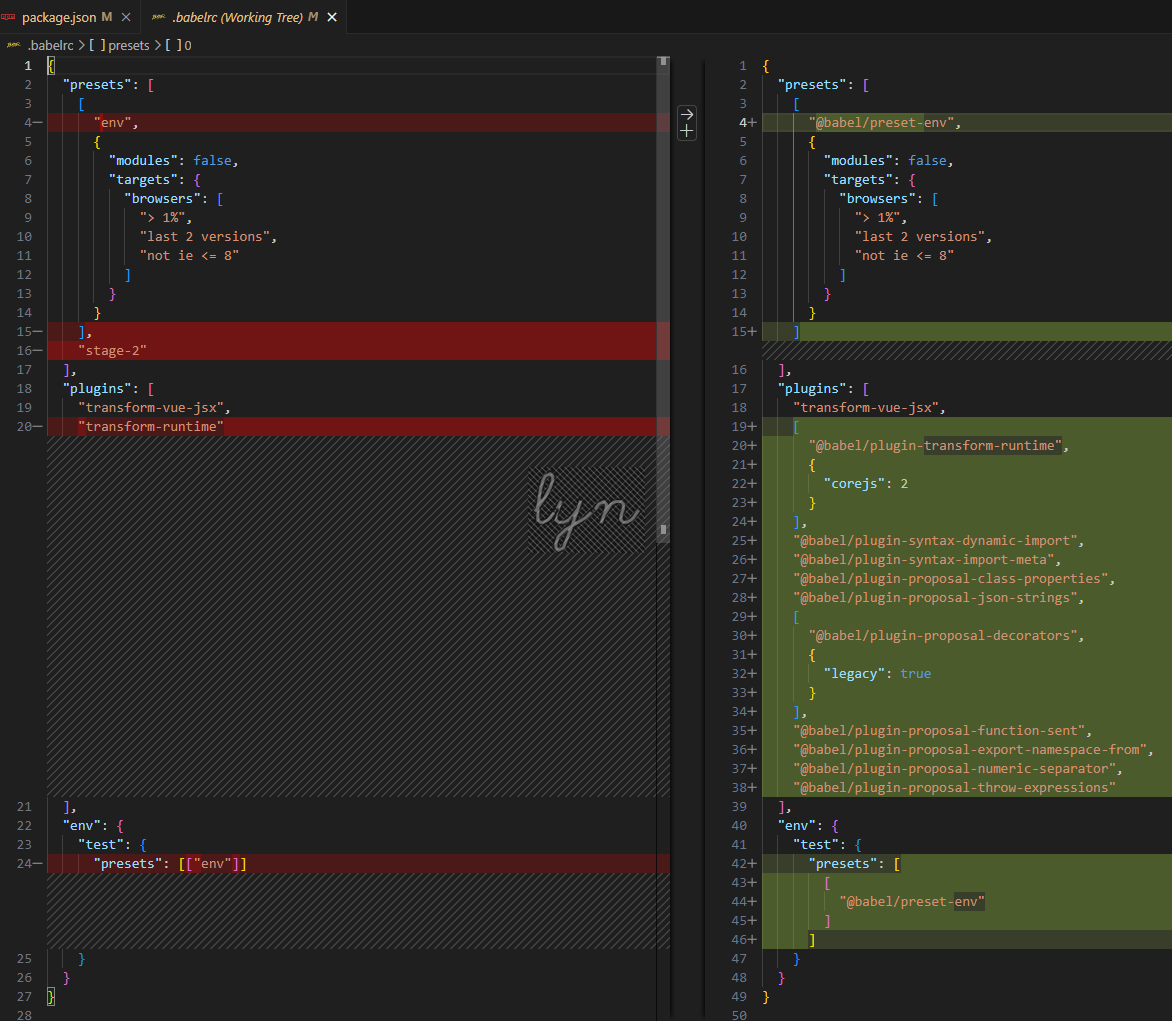 package.json M
.babelrc (Working Tree) M
.babelrc > [ ] presets > [ ] 0
1 {
2 "presets": [
3 [
4 "env",
5 {
6 "modules": false,
7 "targets": {
8 "browsers": [
9 "> 1%",
10 "last 2 versions",
11 "not ie <= 8"
12 ]
13 }
14 }
15 ],
16 "stage-2"
17 ],
18 "plugins": [
19 "transform-vue-jsx",
20 "transform-runtime"
21 ],
22 "env": {
23 "test": {
24 "presets": [["env"]]
25 }
26 }
27 }
28
lyn
1 {
2 "presets": [
3 [
4+ "@babel/preset-env",
5 {
6 "modules": false,
7 "targets": {
8 "browsers": [
9 "> 1%",
10 "last 2 versions",
11 "not ie <= 8"
12 ]
13 }
14 }
15+ ]
16 ],
17 "plugins": [
18 "transform-vue-jsx",
19+ [
20+ "@babel/plugin-transform-runtime",
21+ {
22+ "corejs": 2
23+ }
24+ ],
25+ "@babel/plugin-syntax-dynamic-import",
26+ "@babel/plugin-syntax-import-meta",
27+ "@babel/plugin-proposal-class-properties",
28+ "@babel/plugin-proposal-json-strings",
29+ [
30+ "@babel/plugin-proposal-decorators",
31+ {
32+ "legacy": true
33+ }
34+ ],
35+ "@babel/plugin-proposal-function-sent",
36+ "@babel/plugin-proposal-export-namespace-from",
37+ "@babel/plugin-proposal-numeric-separator",
38+ "@babel/plugin-proposal-throw-expressions"
39 ],
40 "env": {
41 "test": {
42+ "presets": [
43+ [
44+ "@babel/preset-env"
45+ ]
46+ ]
47 }
48 }
49 }
50